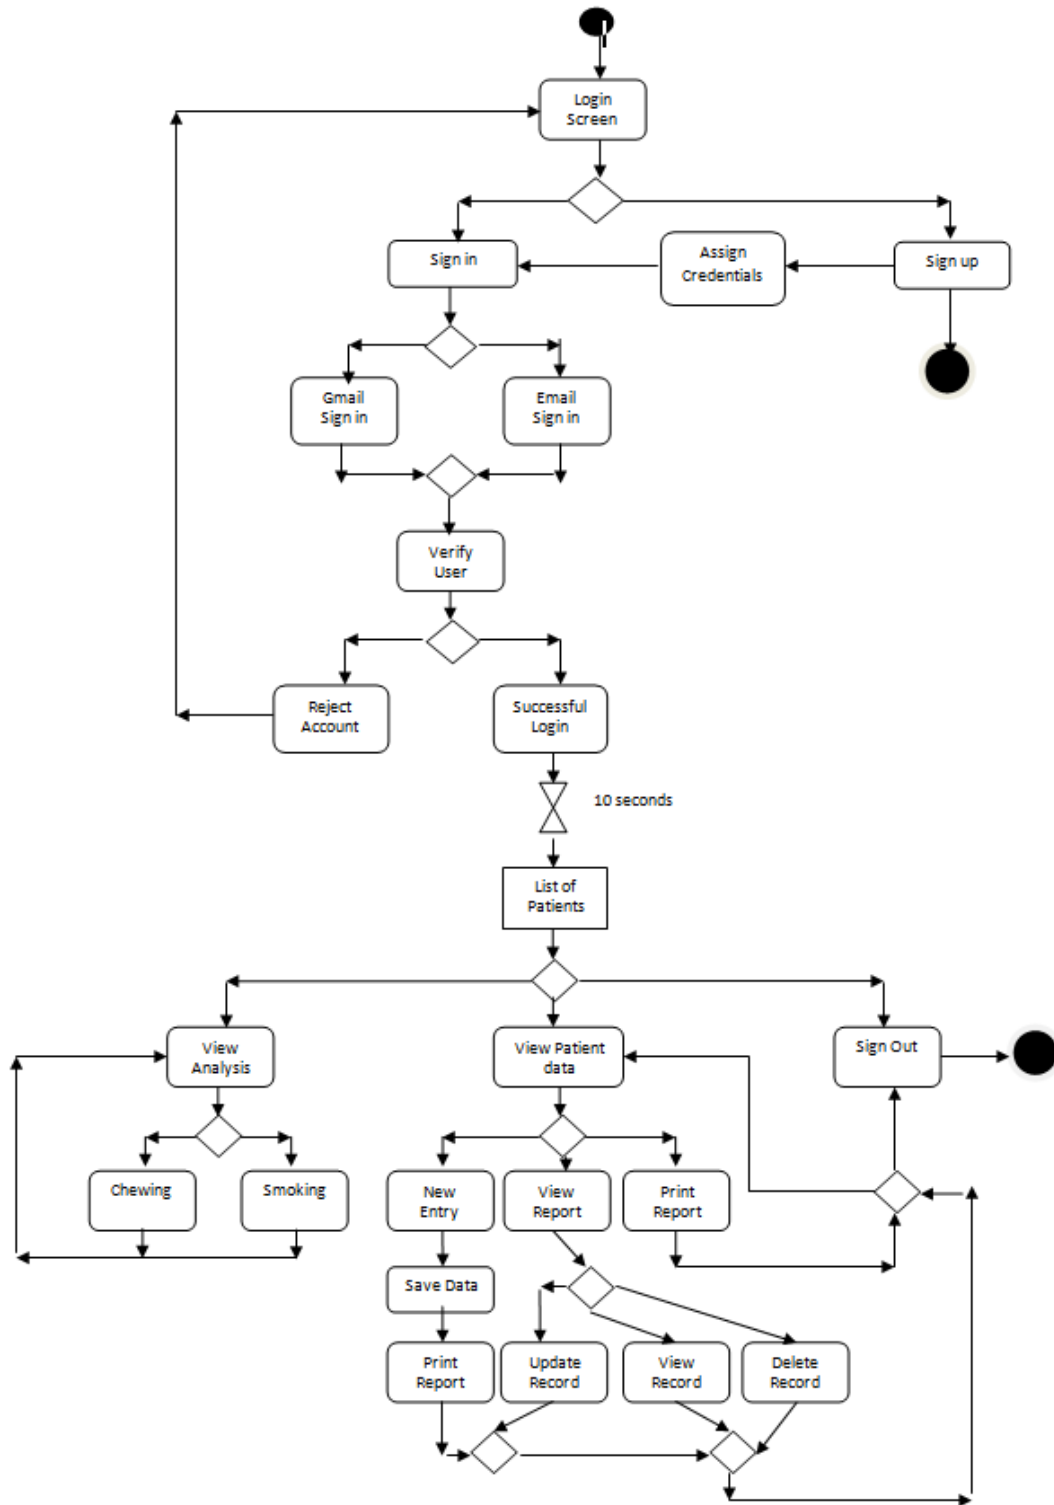 Login
Screen
Sign in
Assign
Credentials
Sign up
Gmail
Sign in
Email
Sign in
Verify
User
Reject
Account
Successful
Login
10 seconds
List of
Patients
View
Analysis
View Patient
data
Sign Out
Chewing
Smoking
New
Entry
View
Report
Print
Report
Save Data
Print
Report
Update
Record
View
Record
Delete
Record